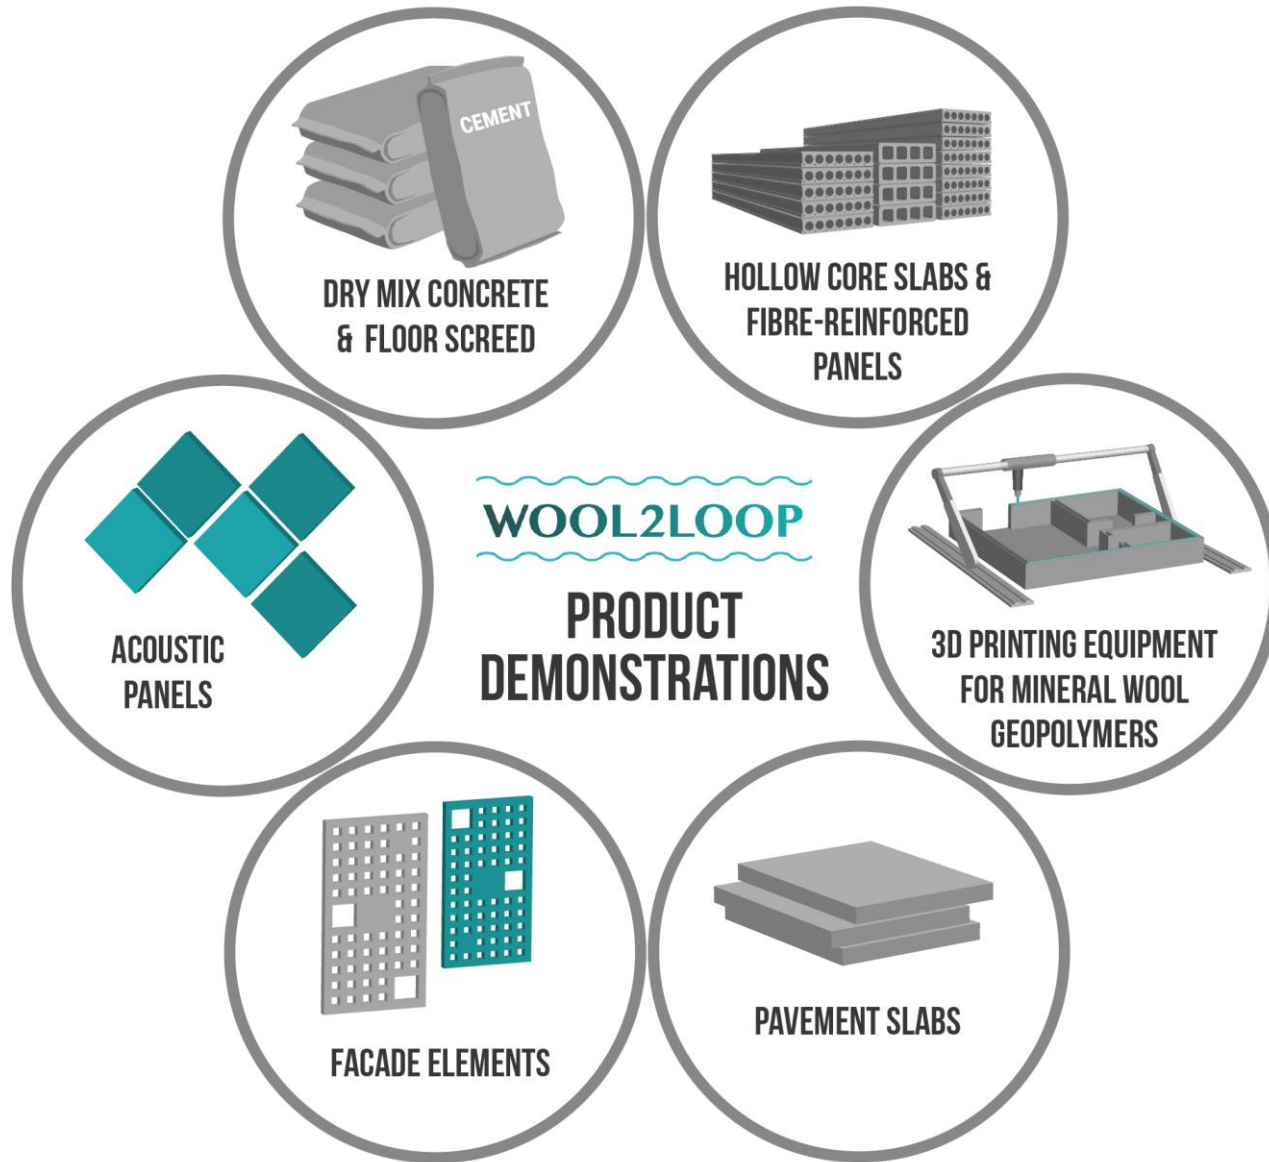 CEMENT
DRY MIX CONCRETE
& FLOOR SCREED
HOLLOW CORE SLABS &
FIBRE-REINFORCED
PANELS
ACOUSTIC
PANELS
WOOL2LOOP
PRODUCT
DEMONSTRATIONS
3D PRINTING EQUIPMENT
FOR MINERAL WOOL
GEOPOLYMERS
FACADE ELEMENTS
PAVEMENT SLABS